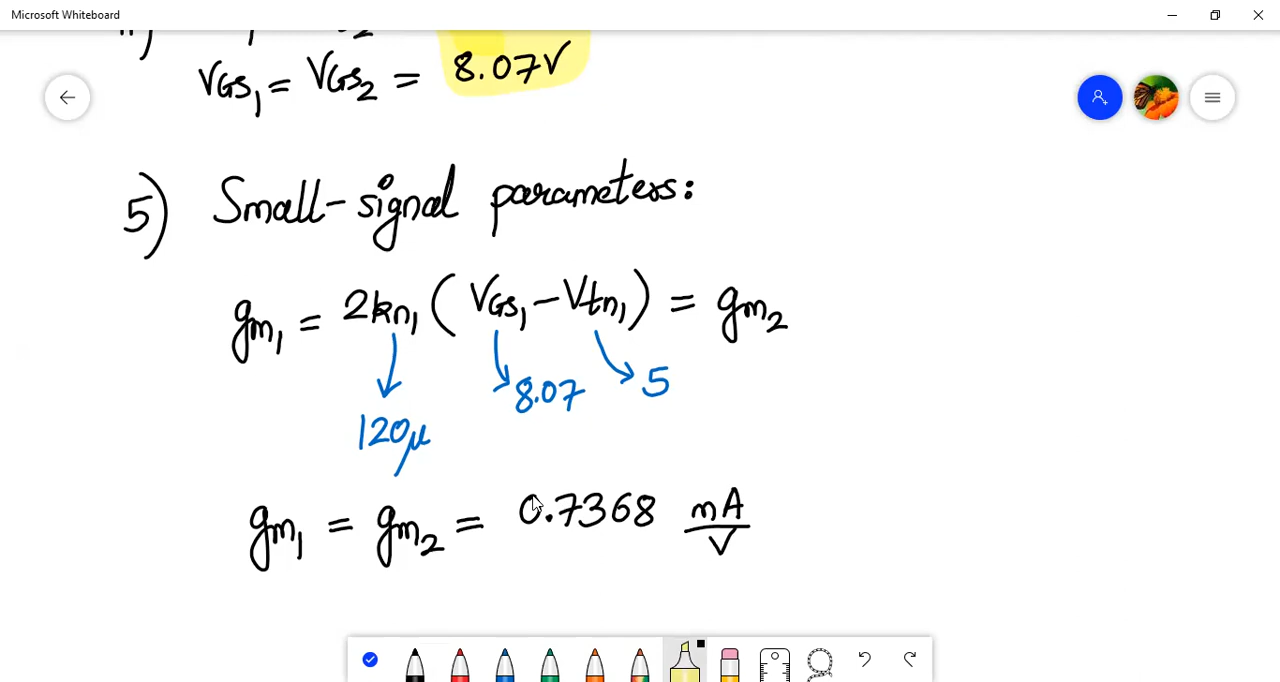 Microsoft Whiteboard
VGS₁ = VGS₂ = 8.07V
5) Small-signal parameters:
gm₁ = 2kn₁ ( VGS₁ - Vtn₁ ) = gm₂
8.07 5
120μ
gm₁ = gm₂ = 0.7368 mA/V